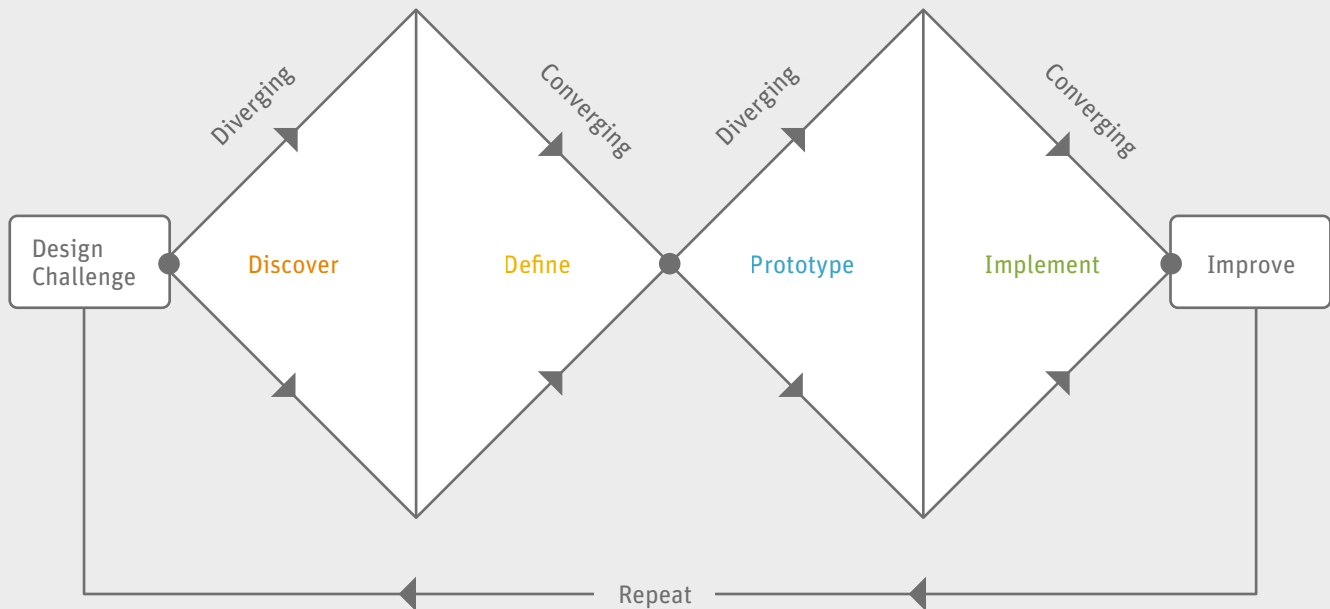 Diverging
Converging
Diverging
Converging
Design
Challenge
Discover
Define
Prototype
Implement
Improve
Repeat